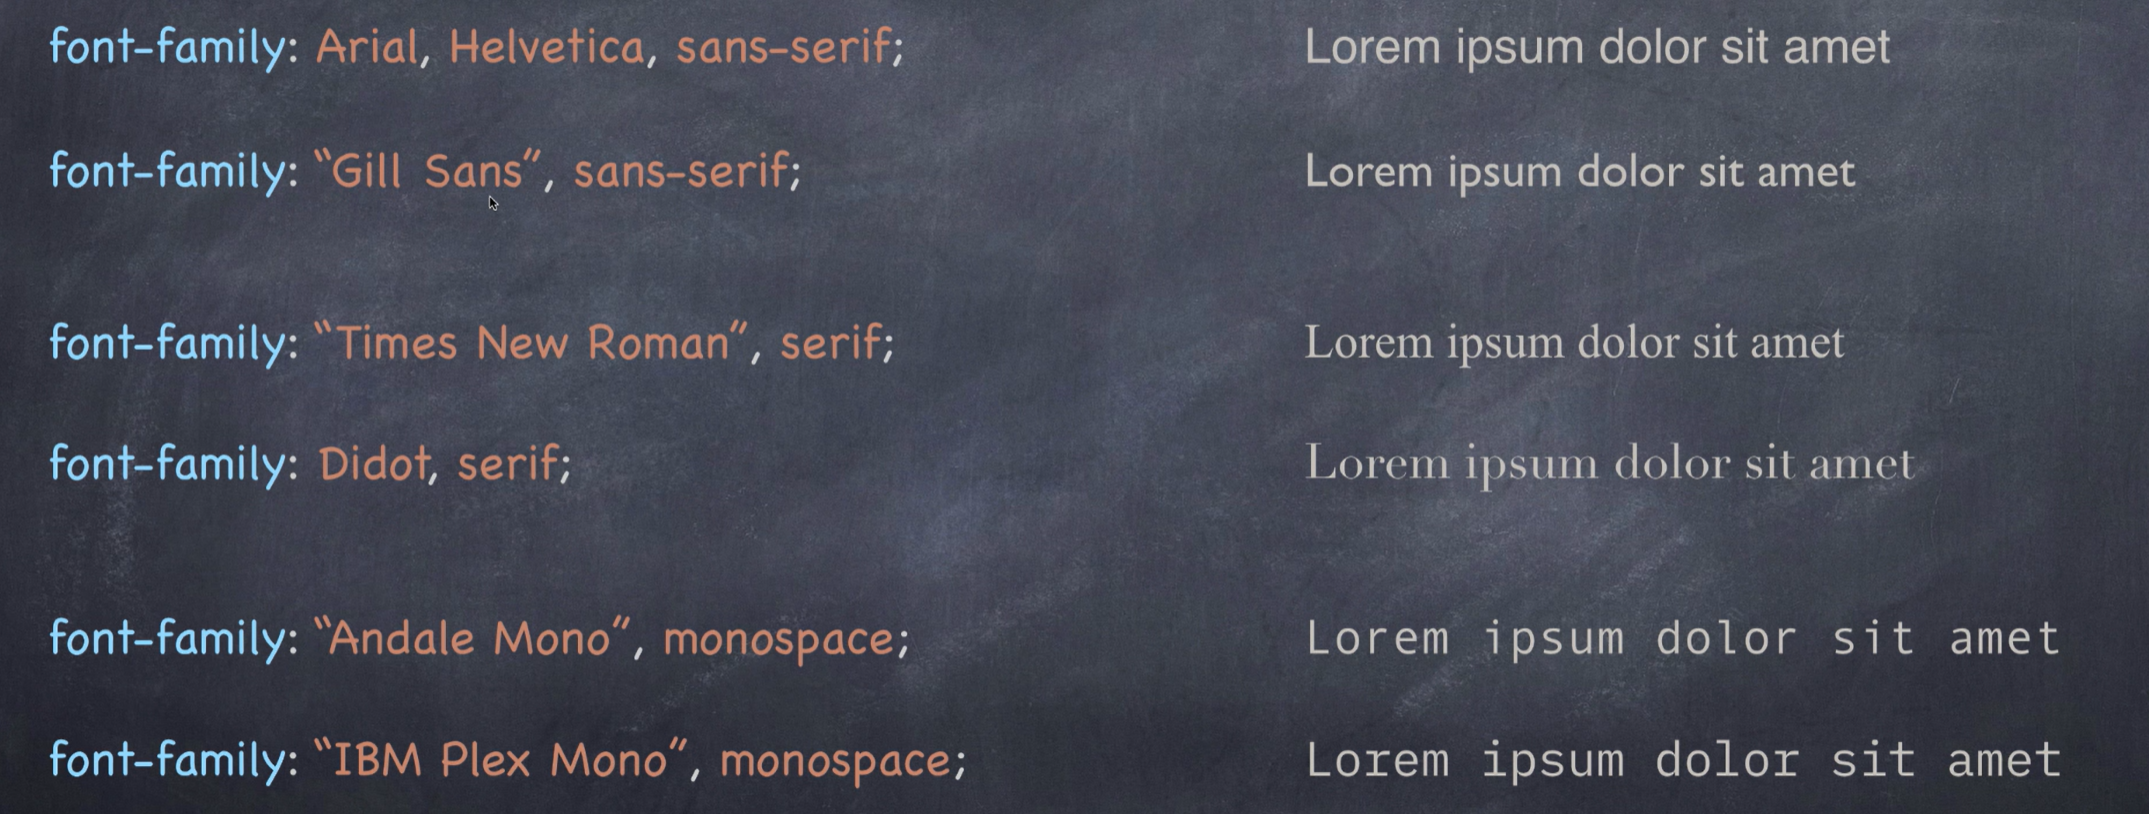 font-family: Arial, Helvetica, sans-serif; Lorem ipsum dolor sit amet
font-family: “Gill Sans”, sans-serif; Lorem ipsum dolor sit amet
font-family: “Times New Roman”, serif; Lorem ipsum dolor sit amet
font-family: Didot, serif; Lorem ipsum dolor sit amet
font-family: “Andale Mono”, monospace; Lorem ipsum dolor sit amet
font-family: “IBM Plex Mono”, monospace; Lorem ipsum dolor sit amet